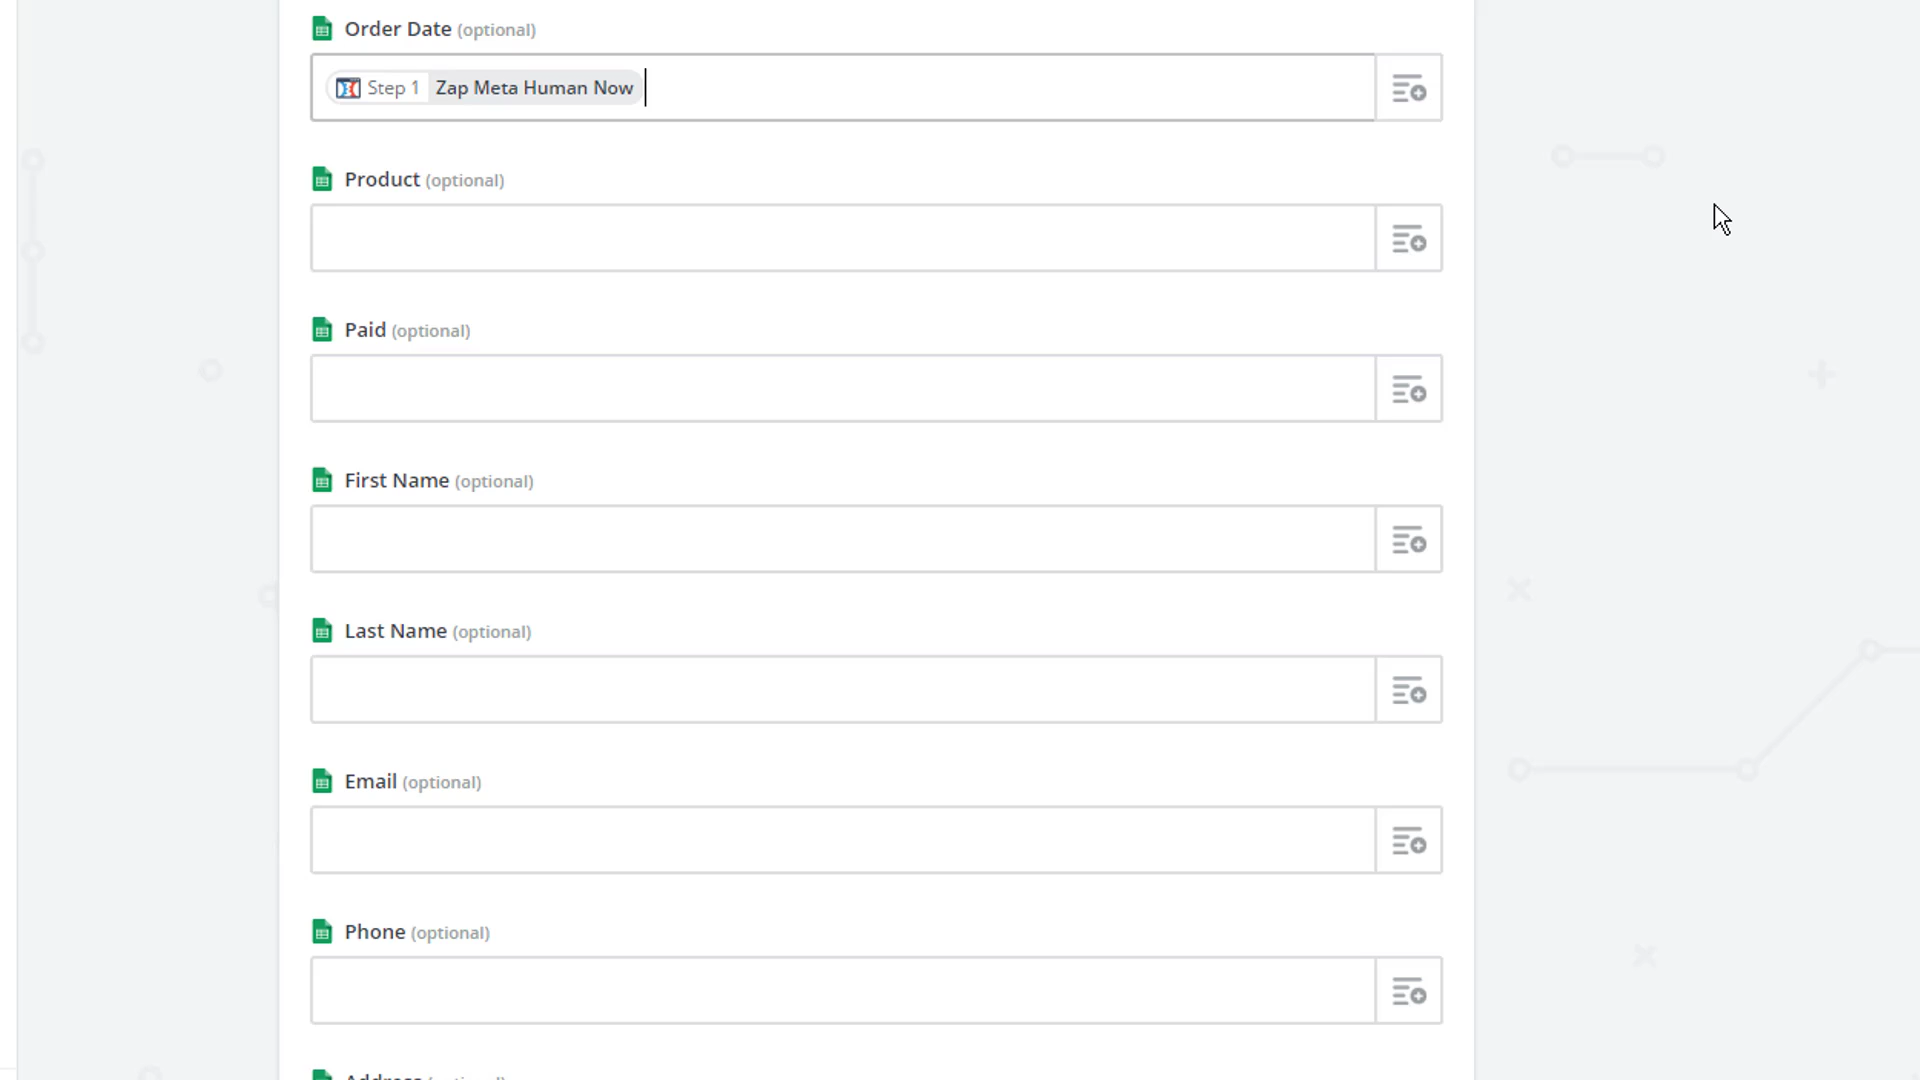 Order Date (optional)
Step 1 Zap Meta Human Now
Product (optional)
Paid (optional)
First Name (optional)
Last Name (optional)
Email (optional)
Phone (optional)
Address (optional)